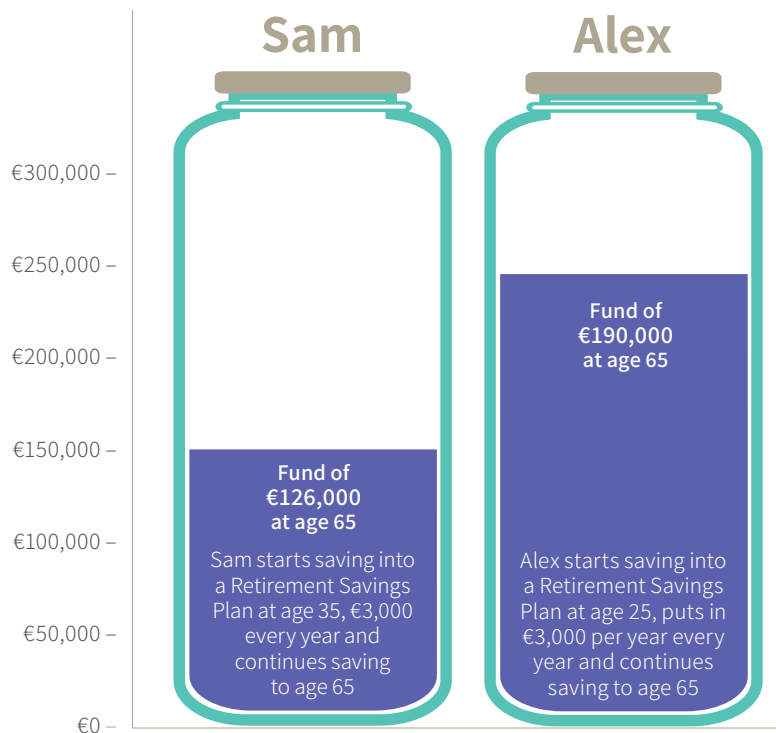 Sam
Alex
€300,000 –
€250,000 –
€200,000 –
€150,000 –
€100,000 –
€50,000 –
€0 –
Fund of
€126,000
at age 65
Sam starts saving into
a Retirement Savings
Plan at age 35, €3,000
every year and
continues saving
to age 65
Fund of
€190,000
at age 65
Alex starts saving into
a Retirement Savings
Plan at age 25, puts in
€3,000 per year every
year and continues
saving to age 65